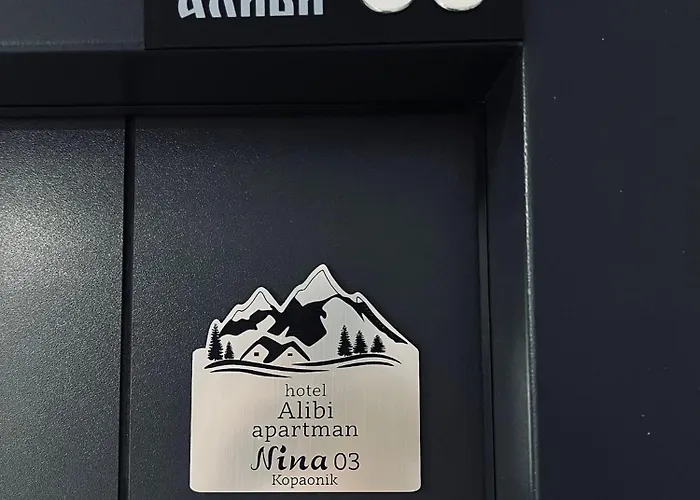 hotel
Alibi
apartman
Nina 03
Kopaonik